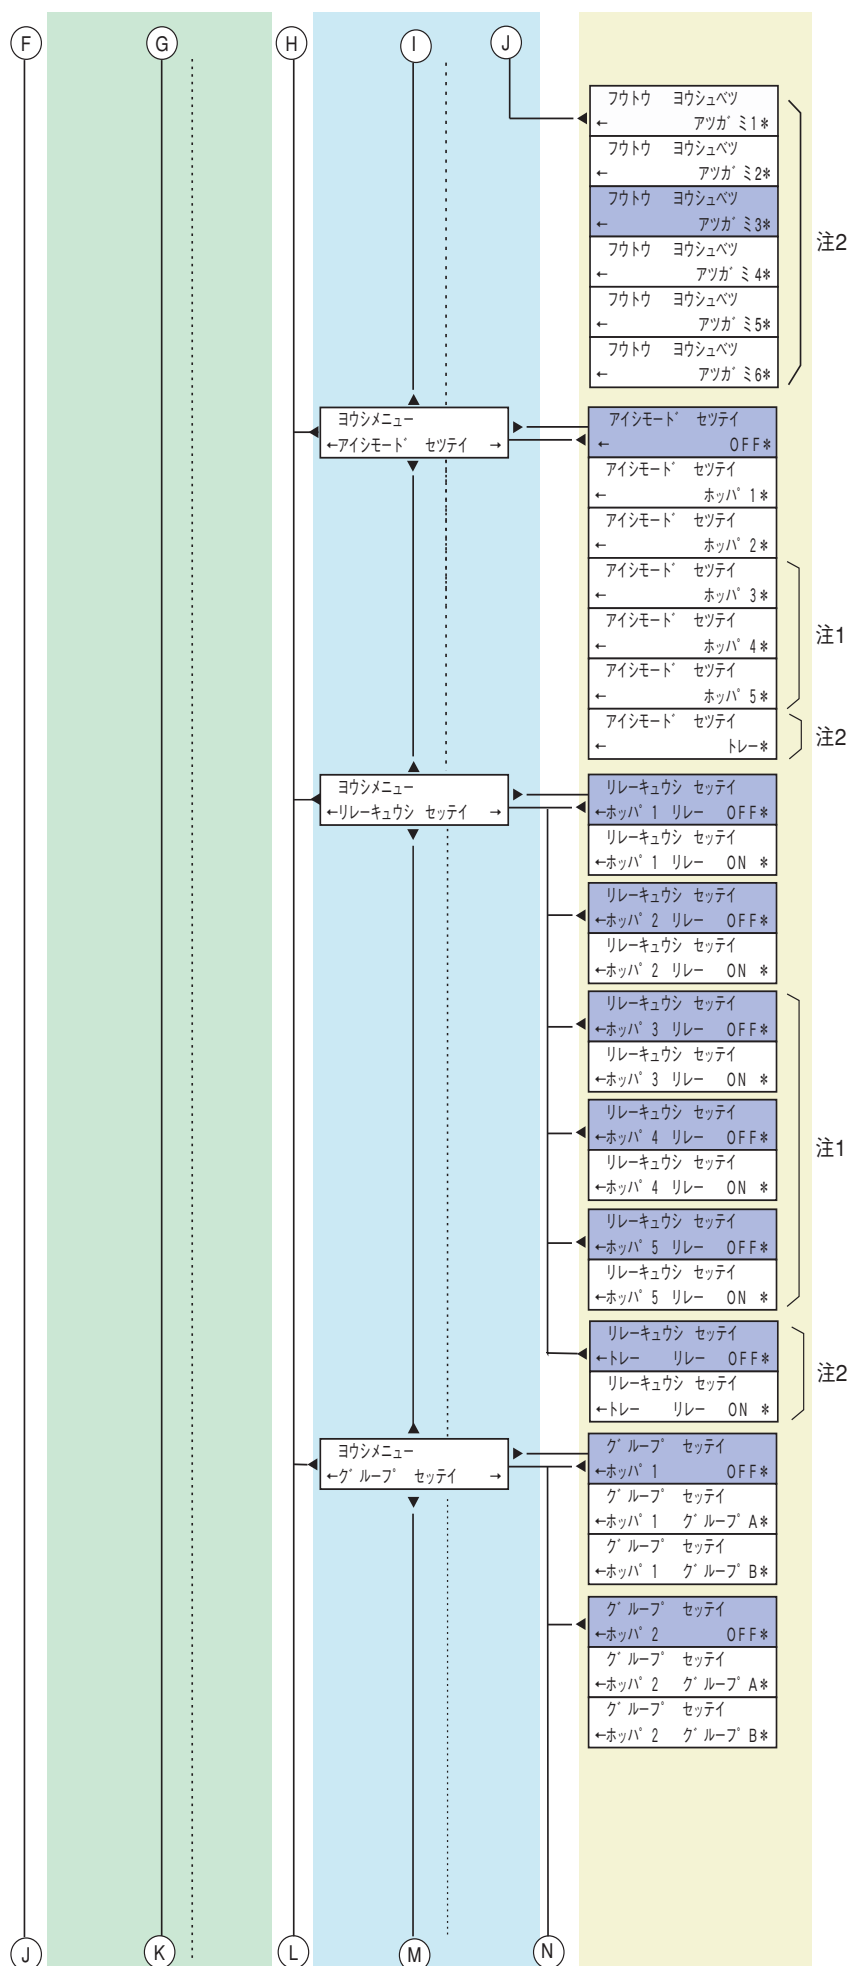 F G H I J
フウトウ ヨウシュベツ
← アツガミ1*
フウトウ ヨウシュベツ
← アツガミ2*
フウトウ ヨウシュベツ
← アツガミ3*
フウトウ ヨウシュベツ
← アツガミ4*
フウトウ ヨウシュベツ
← アツガミ5*
フウトウ ヨウシュベツ
← アツガミ6*
注2
ヨウシメニュー
←アイシモード セツテイ →
アイシモード セツテイ
← OFF*
アイシモード セツテイ
← ホッパ 1*
アイシモード セツテイ
← ホッパ 2*
アイシモード セツテイ
← ホッパ 3*
アイシモード セツテイ
← ホッパ 4*
アイシモード セツテイ
← ホッパ 5*
注1
アイシモード セツテイ
← トレー*
注2
ヨウシメニュー
←リレーキュウシ セッテイ →
リレーキュウシ セッテイ
←ホッパ 1 リレー OFF*
リレーキュウシ セッテイ
←ホッパ 1 リレー ON *
リレーキュウシ セッテイ
←ホッパ 2 リレー OFF*
リレーキュウシ セッテイ
←ホッパ 2 リレー ON *
リレーキュウシ セッテイ
←ホッパ 3 リレー OFF*
リレーキュウシ セッテイ
←ホッパ 3 リレー ON *
リレーキュウシ セッテイ
←ホッパ 4 リレー OFF*
リレーキュウシ セッテイ
←ホッパ 4 リレー ON *
リレーキュウシ セッテイ
←ホッパ 5 リレー OFF*
リレーキュウシ セッテイ
←ホッパ 5 リレー ON *
注1
リレーキュウシ セッテイ
←トレー リレー OFF*
リレーキュウシ セッテイ
←トレー リレー ON *
注2
ヨウシメニュー
←グループ セッテイ →
グループ セッテイ
←ホッパ 1 OFF*
グループ セッテイ
←ホッパ 1 グループA*
グループ セッテイ
←ホッパ 1 グループB*
グループ セッテイ
←ホッパ 2 OFF*
グループ セッテイ
←ホッパ 2 グループA*
グループ セッテイ
←ホッパ 2 グループB*
J K L M N